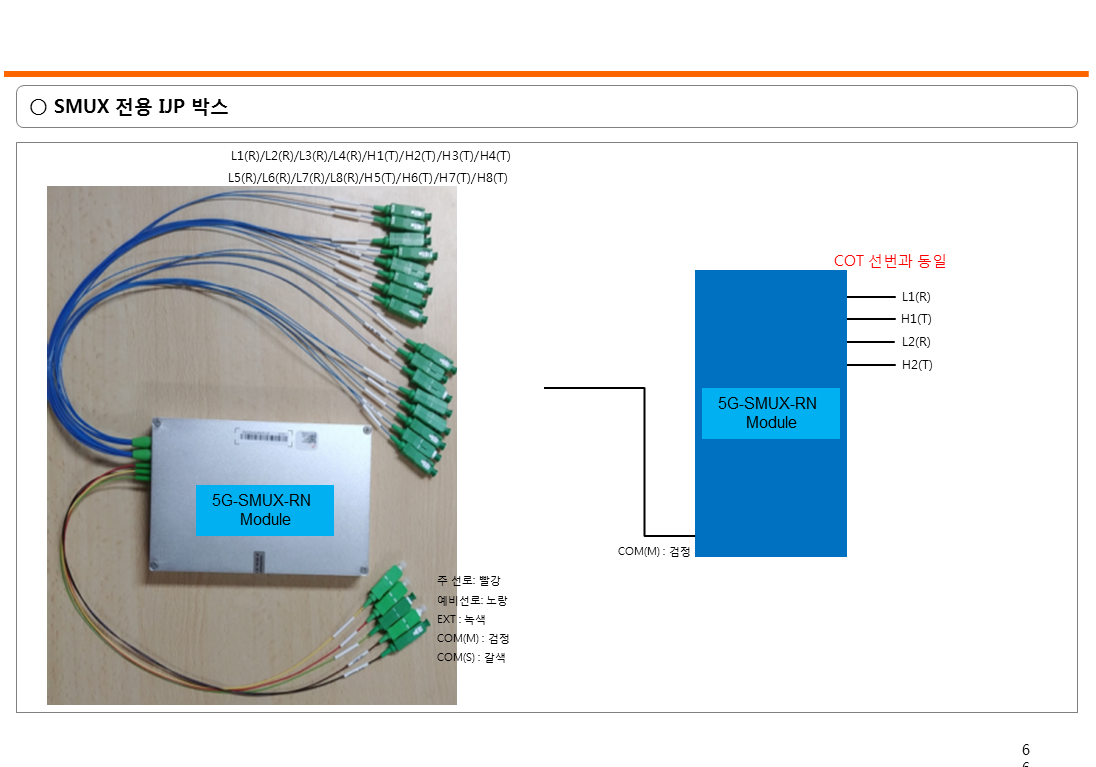 ○ SMUX 전용 IJP 박스
L1(R)/L2(R)/L3(R)/L4(R)/H1(T)/H2(T)/H3(T)/H4(T)
L5(R)/L6(R)/L7(R)/L8(R)/H5(T)/H6(T)/H7(T)/H8(T)
COT 선번과 동일
L1(R)
H1(T)
L2(R)
H2(T)
5G-SMUX-RN
Module
5G-SMUX-RN
Module
COM(M) : 검정
주 선로: 빨강
예비선로: 노랑
EXT : 녹색
COM(M) : 검정
COM(S) : 갈색
6
6